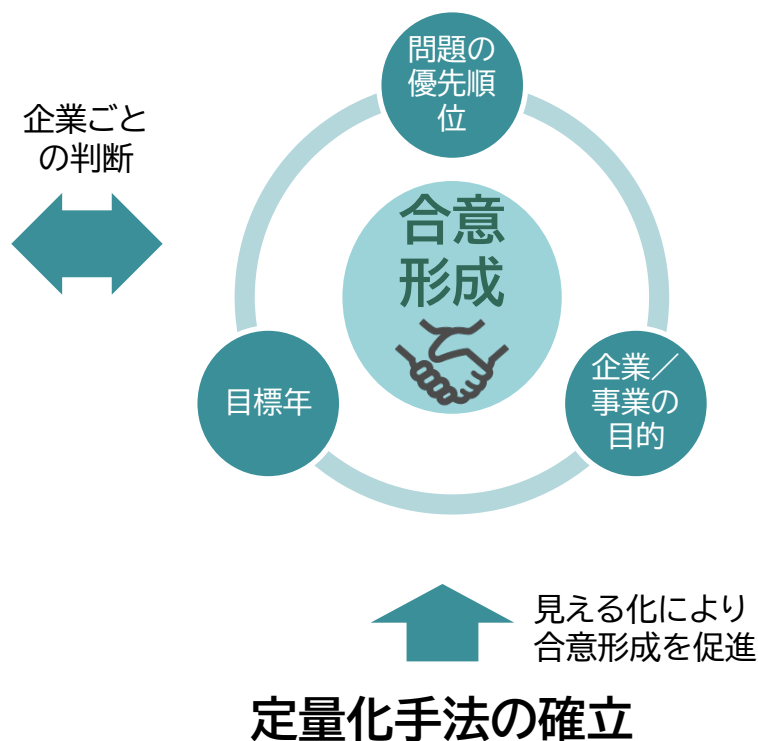 問題の
優先順
位
企業ごと
の判断
合意
形成
目標年
企業／
事業の
目的
見える化により
合意形成を促進
定量化手法の確立